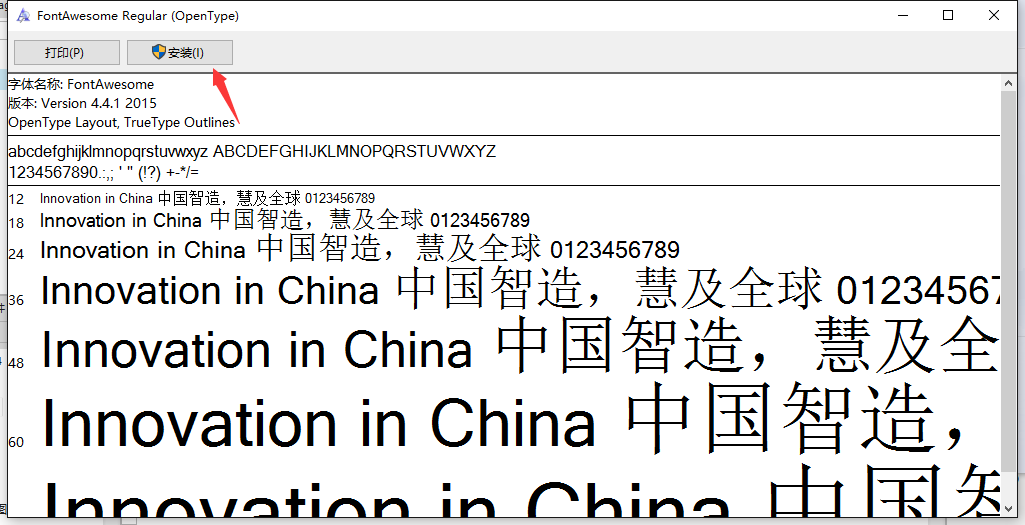 FontAwesome Regular (OpenType)
打印(P)
安装(I)
字体名称: FontAwesome
版本: Version 4.4.1 2015
OpenType Layout, TrueType Outlines
abcdefghijklmnopqrstuvwxyz ABCDEFGHIJKLMNOPQRSTUVWXYZ
1234567890.:,; ' " (!?) +-*/=
12 Innovation in China 中国智造，慧及全球 0123456789
18 Innovation in China 中国智造，慧及全球 0123456789
24 Innovation in China 中国智造，慧及全球 0123456789
36 Innovation in China 中国智造，慧及全球 01234567
48 Innovation in China 中国智造，慧及全
60 Innovation in China 中国智造，
Innovation in China 中国智